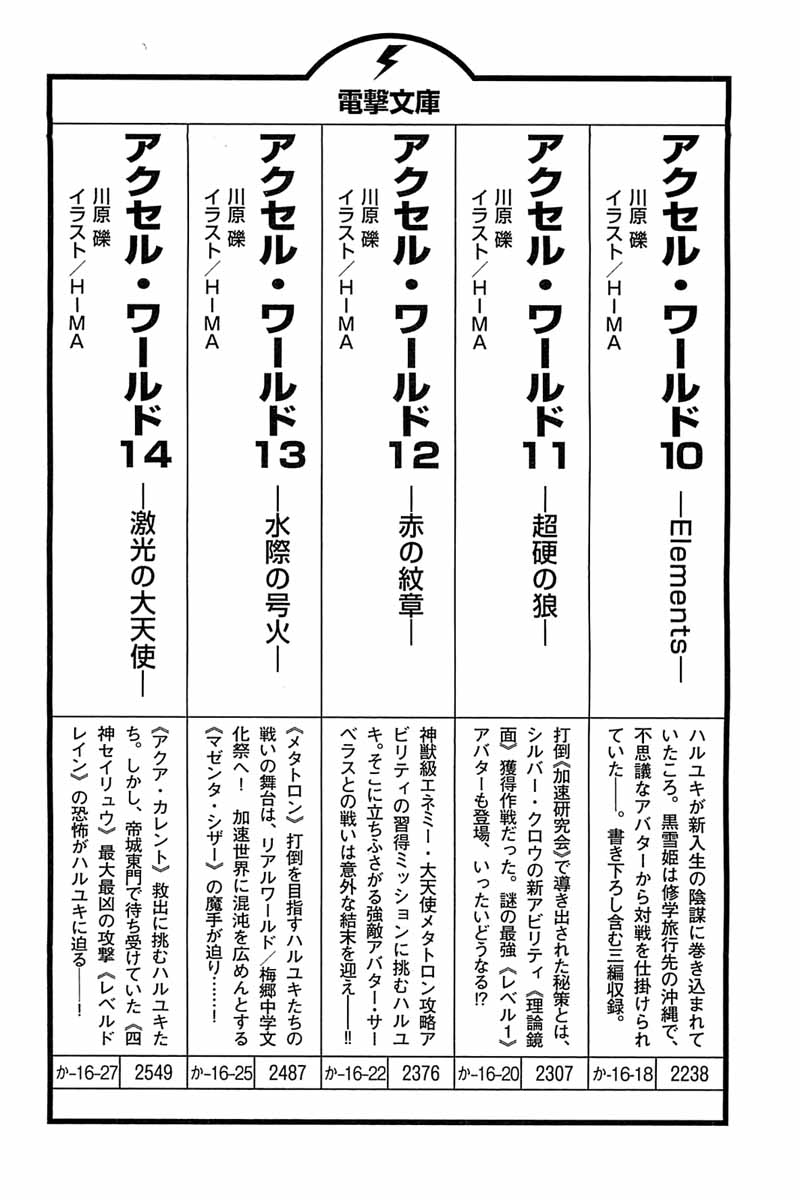 電撃文庫
アクセル・ワールド10
―Elements―
川原 礫
イラスト／HIMA
ハルユキが新入生の陰謀に巻き込まれて
いたころ。黒雪姫は修学旅行先の沖縄で、
不思議なアバターから対戦を仕掛けられ
ていた――。書き下ろし含む三編収録。
か-16-18
2238
アクセル・ワールド11
―超硬の狼―
川原 礫
イラスト／HIMA
打倒《加速研究会》で導き出された秘策とは、
シルバー・クロウの新アビリティ《理論鏡
面》獲得作戦だった。謎の最強《レベル1》
アバターも登場、いったいどうなる!?
か-16-20
2307
アクセル・ワールド12
―赤の紋章―
川原 礫
イラスト／HIMA
神獣級エネミー・大天使メタトロン攻略ア
ビリティの習得ミッションに挑むハルユ
キ。そこに立ちふさがる強敵アバター・サー
ベラスとの戦いは意外な結末を迎え――!!
か-16-22
2376
アクセル・ワールド13
―水際の号火―
川原 礫
イラスト／HIMA
《メタトロン》打倒を目指すハルユキたちの
戦いの舞台は、リアルワールド／梅郷中学文
化祭へ！ 加速世界に混沌を広めんとする
《マゼンタ・シザー》の魔手が迫り……！
か-16-25
2487
アクセル・ワールド14
―激光の大天使―
川原 礫
イラスト／HIMA
《アクア・カレント》救出に挑むハルユキた
ち。しかし、帝城東門で待ち受けていた《四
神セイリュウ》最大最凶の攻撃《レベルド
レイン》の恐怖がハルユキに迫る――！
か-16-27
2549